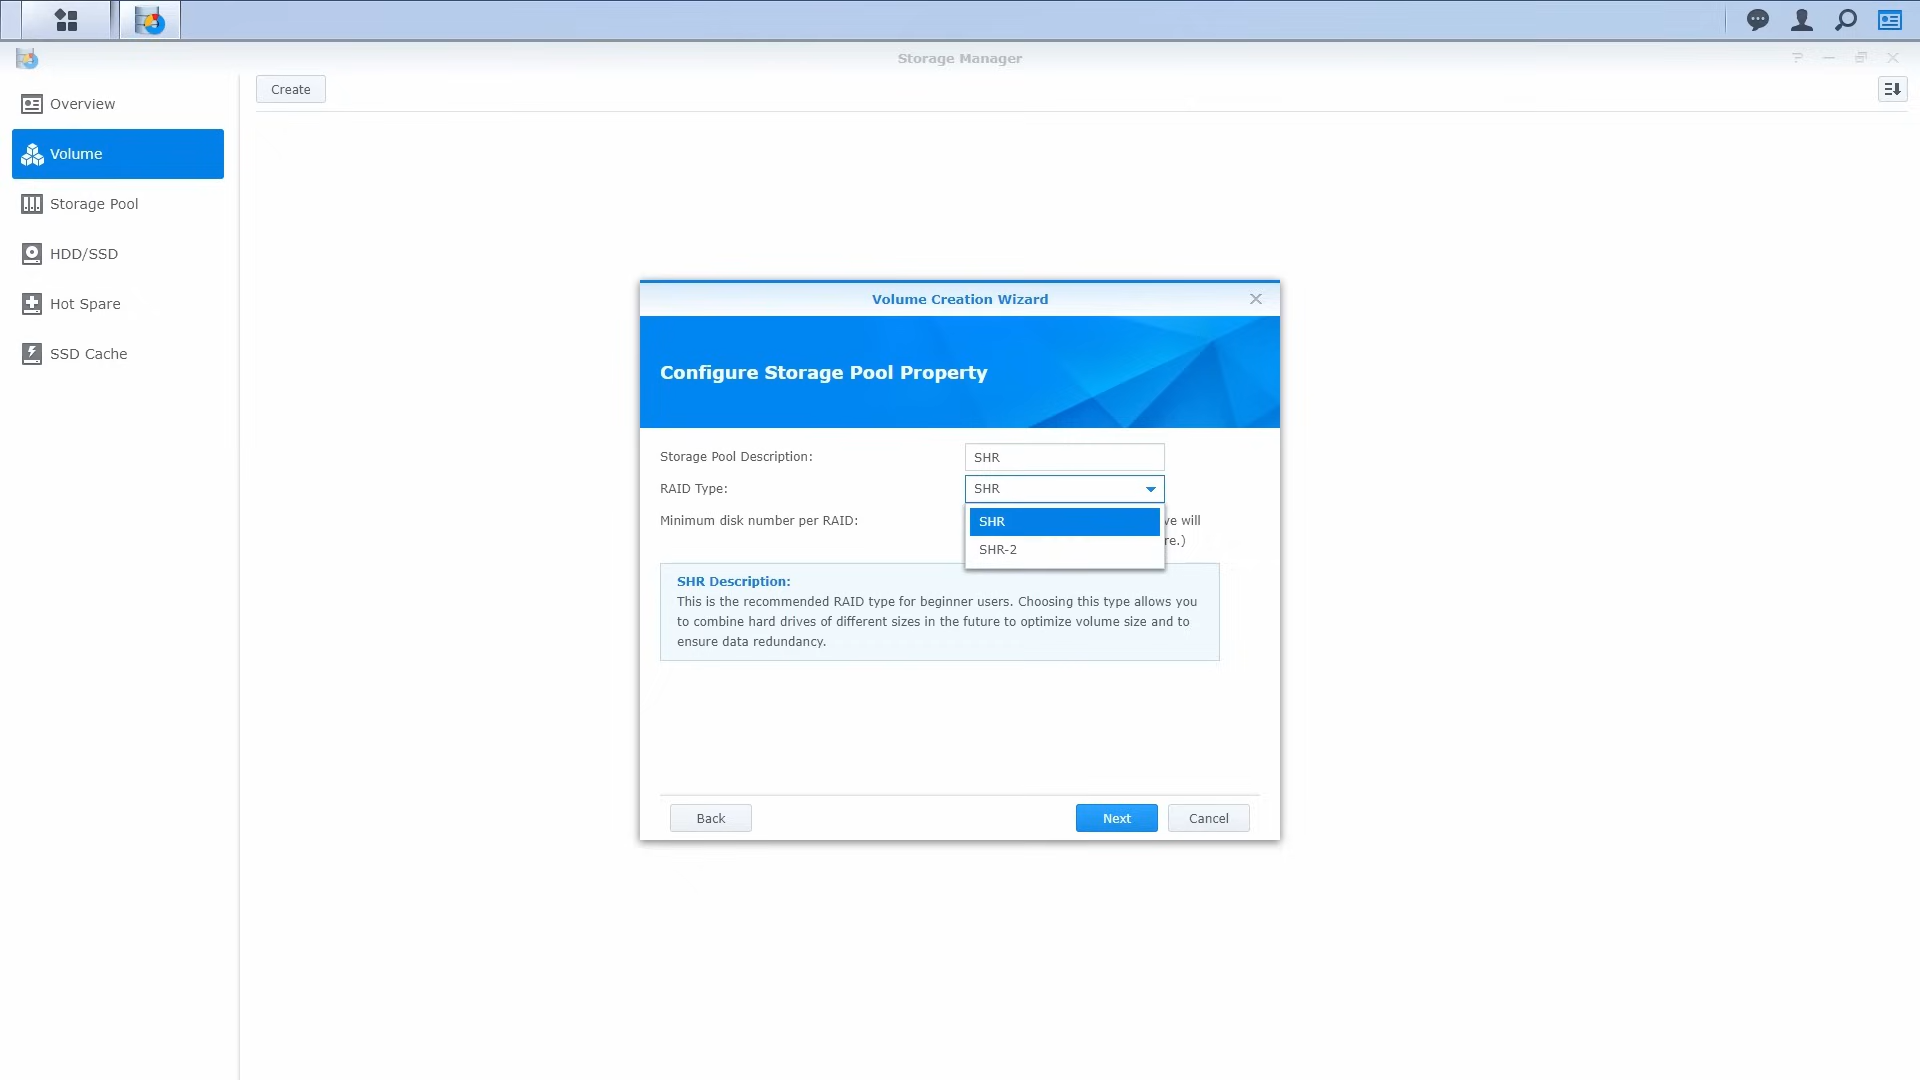 Storage Manager
Overview
Create
Volume
Storage Pool
HDD/SSD
Hot Spare
SSD Cache
Volume Creation Wizard
Configure Storage Pool Property
Storage Pool Description:
SHR
RAID Type:
SHR
Minimum disk number per RAID:
SHR
SHR-2
will
SHR Description:
This is the recommended RAID type for beginner users. Choosing this type allows you
to combine hard drives of different sizes in the future to optimize volume size and to
ensure data redundancy.
Back
Next
Cancel